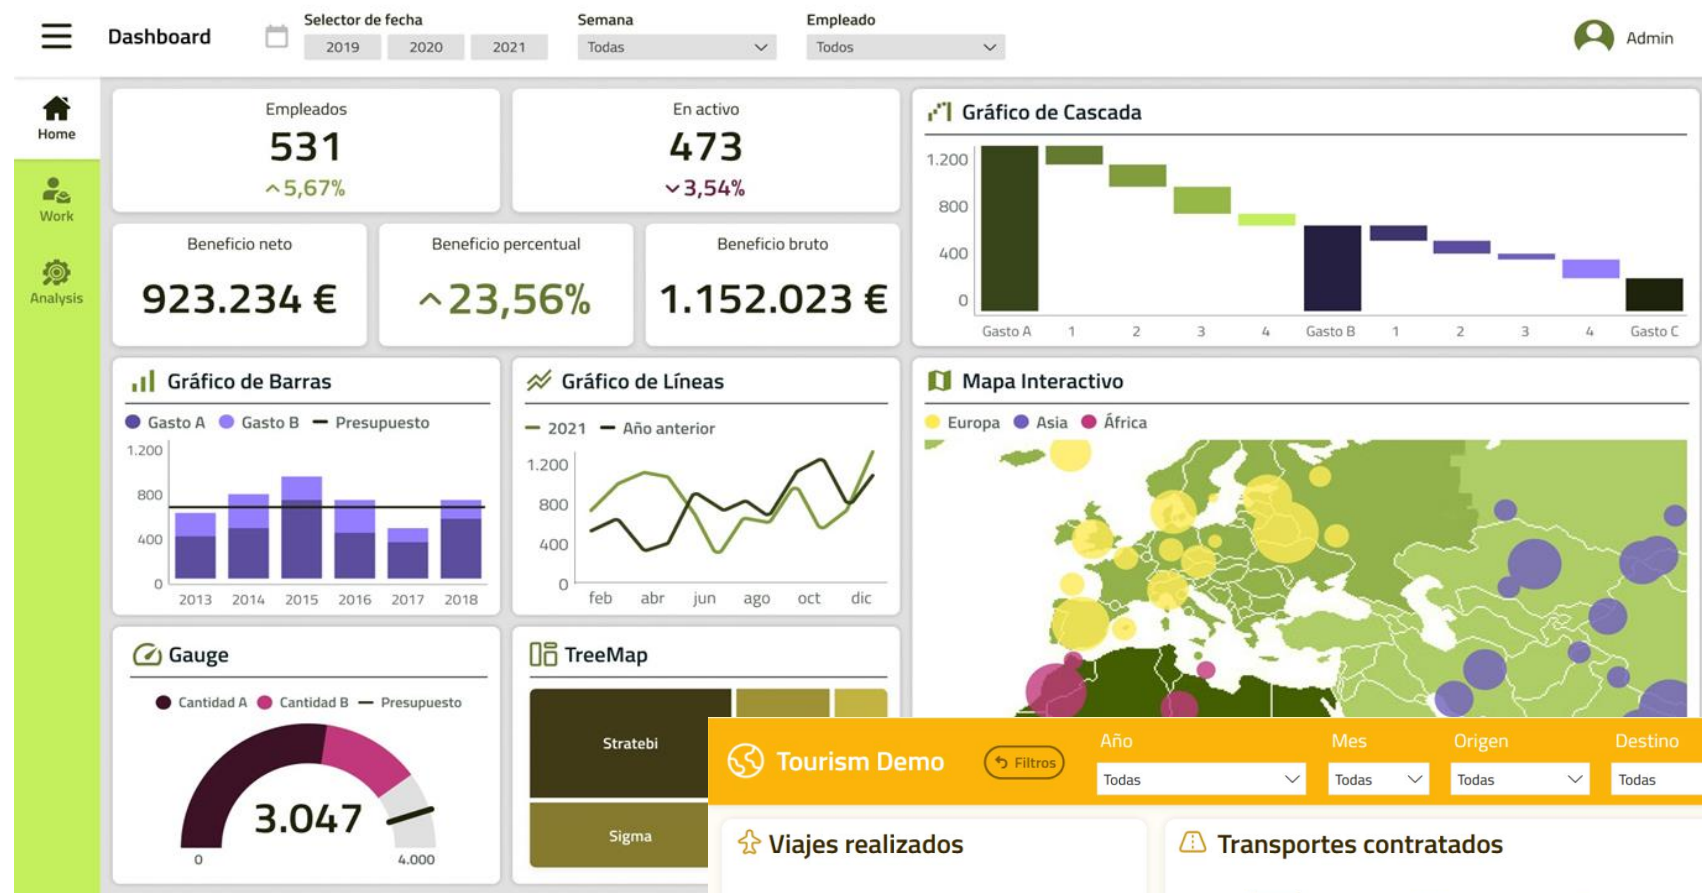 Dashboard
Selector de fecha
2019 2020 2021
Semana
Todas
Empleado
Todos
Admin
Home
Work
Analysis
Empleados
531
5,67%
En activo
473
3,54%
Beneficio neto
923.234 €
Beneficio percentual
23,56%
Beneficio bruto
1.152.023 €
Gráfico de Cascada
1.200
800
400
0
Gasto A 1 2 3 4 Gasto B 1 2 3 4 Gasto C
Gráfico de Barras
Gasto A Gasto B Presupuesto
1.200
800
400
0
2013 2014 2015 2016 2017 2018
Gráfico de Líneas
2021 Año anterior
1.200
800
400
0
feb abr jun ago oct dic
Mapa Interactivo
Europa Asia África
Gauge
Cantidad A Cantidad B Presupuesto
3.047
0
4.000
TreeMap
Stratebi
Sigma
Tourism Demo
Filtros
Año
Todas
Mes
Todas
Origen
Todas
Destino
Todas
Viajes realizados
Transportes contratados